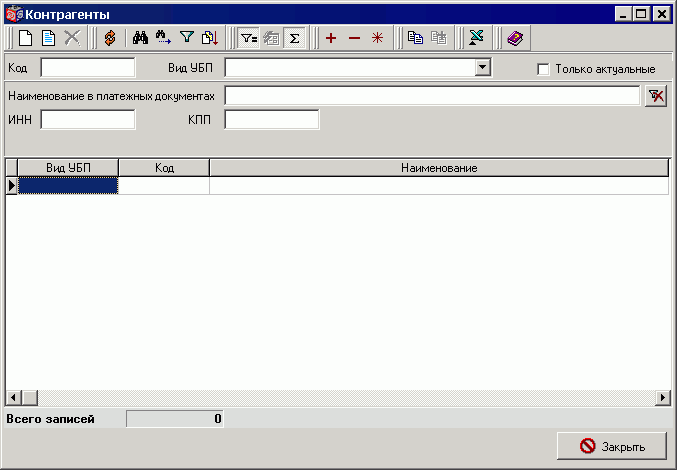 Контрагенты
Код Вид УБП Только актуальные
Наименование в платежных документах
ИНН КПП
Вид УБП Код Наименование
Всего записей 0
Закрыть